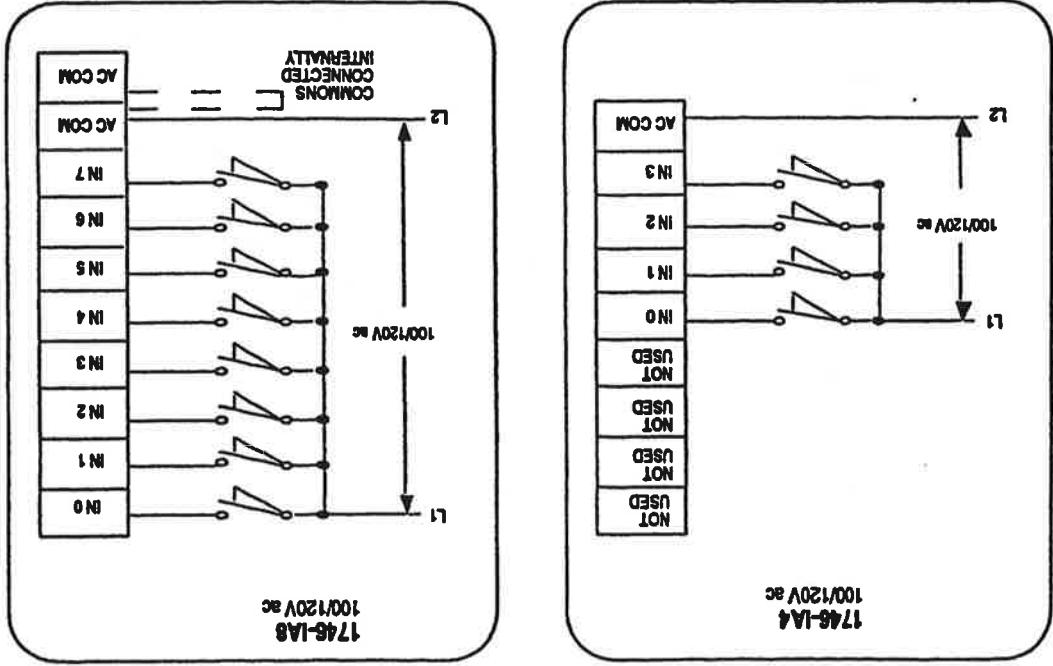 1746-IA4
100/120V ac
NOT
USED
NOT
USED
NOT
USED
NOT
USED
L1
IN 0
IN 1
100/120V ac
IN 2
IN 3
L2
AC COM
1746-IA8
100/120V ac
L1
IN 0
IN 1
IN 2
IN 3
100/120V ac
IN 4
IN 5
IN 6
IN 7
L2
AC COM
COMMONS
CONNECTED
INTERNALLY
AC COM